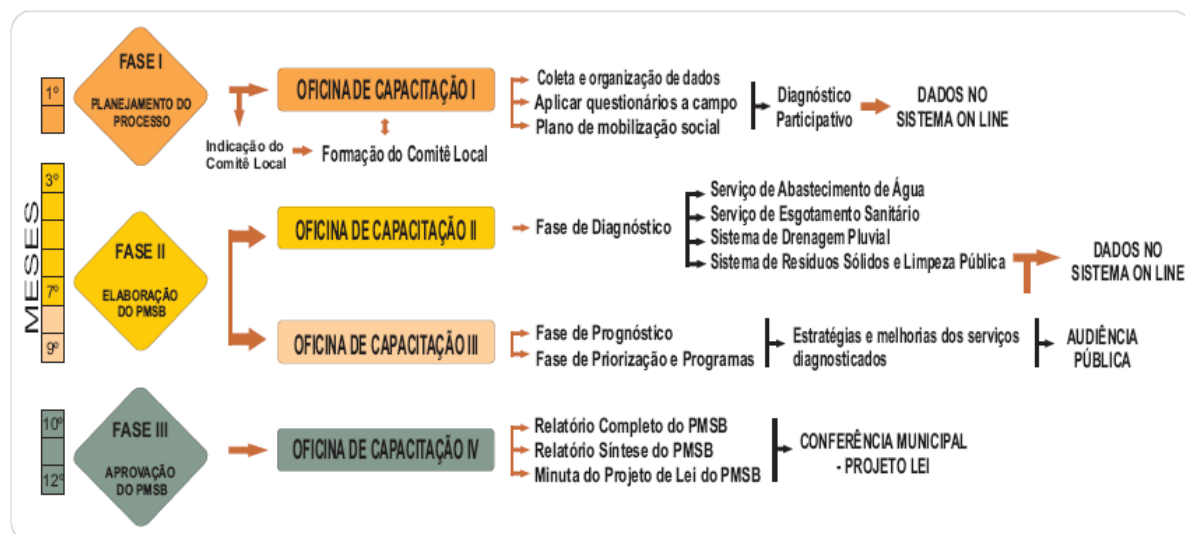 MESES
1º
FASE I
PLANEJAMENTO DO
PROCESSO
OFICINA DE CAPACITAÇÃO I
Indicação do
Comitê Local
Formação do Comitê Local
Coleta e organização de dados
Aplicar questionários a campo
Plano de mobilização social
Diagnóstico
Participativo
DADOS NO
SISTEMA ON LINE
3º
7º
9º
FASE II
ELABORAÇÃO
DO PMSB
OFICINA DE CAPACITAÇÃO II
Fase de Diagnóstico
Serviço de Abastecimento de Água
Serviço de Esgotamento Sanitário
Sistema de Drenagem Pluvial
Sistema de Resíduos Sólidos e Limpeza Pública
DADOS NO
SISTEMA ON LINE
OFICINA DE CAPACITAÇÃO III
Fase de Prognóstico
Fase de Priorização e Programas
Estratégias e melhorias dos serviços
diagnosticados
AUDIÊNCIA
PÚBLICA
10º
12º
FASE III
APROVAÇÃO
DO PMSB
OFICINA DE CAPACITAÇÃO IV
Relatório Completo do PMSB
Relatório Síntese do PMSB
Minuta do Projeto de Lei do PMSB
CONFERÊNCIA MUNICIPAL
- PROJETO LEI